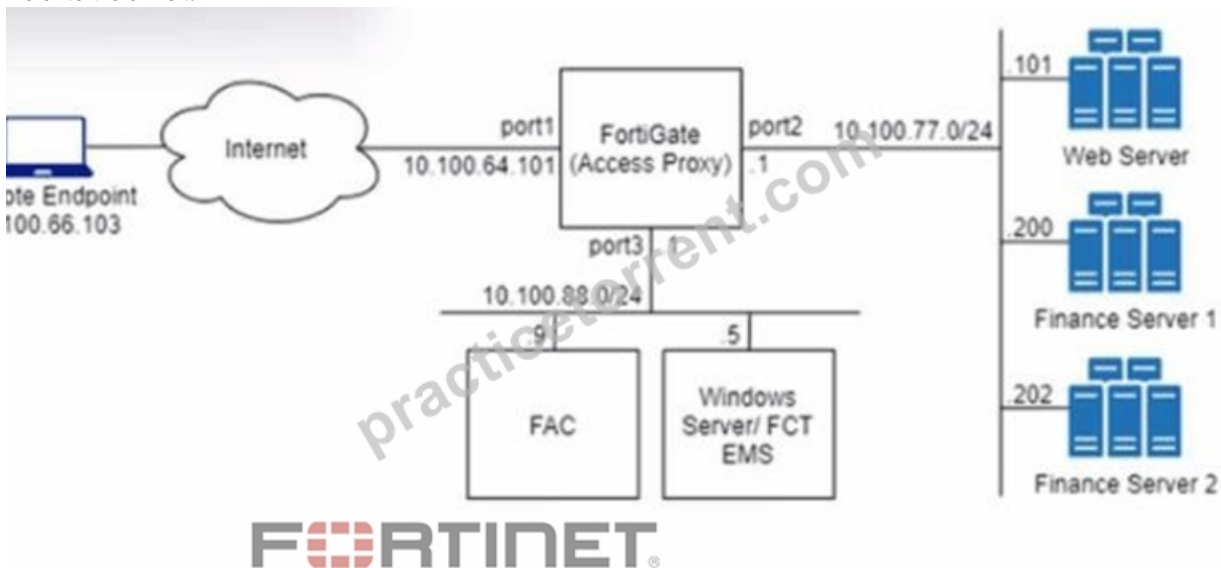 .101
port1
FortiGate
(Access Proxy)
port2
10.100.77.0/24
Internet
10.100.64.101
.1
Web Server
ote Endpoint
100.66.103
.200
port3
.1
10.100.88.0/24
Finance Server 1
.9
.5
.202
FAC
Windows
Server/ FCT
EMS
Finance Server 2
practicetorrent.com
FORTINET®